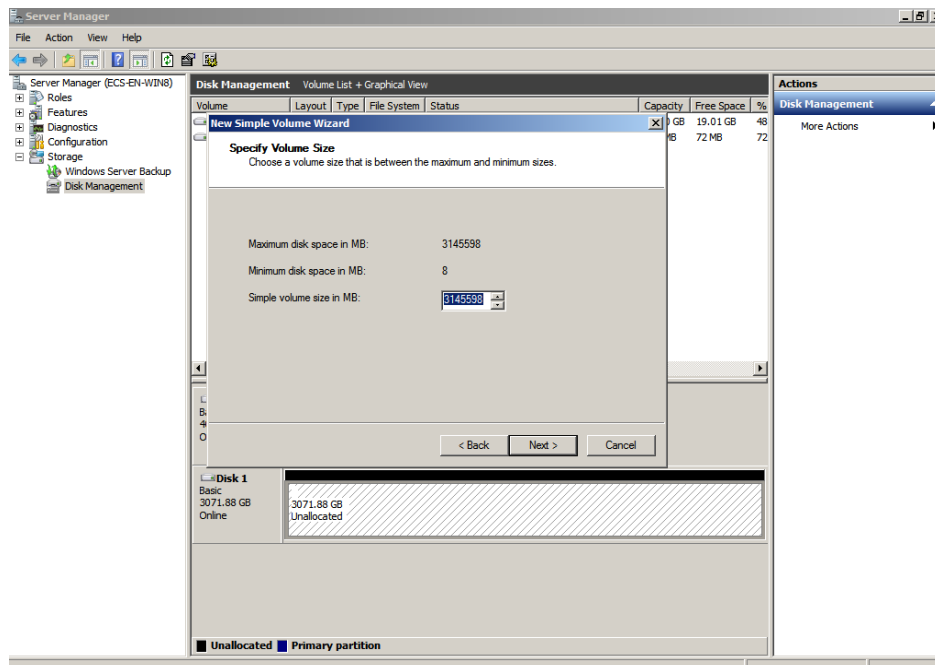 Server Manager
File Action View Help
Server Manager (ECS-EN-WIN8)
Roles
Features
Diagnostics
Configuration
Storage
Windows Server Backup
Disk Management
Disk Management Volume List + Graphical View
Volume Layout Type File System Status Capacity Free Space %
GB 19.01 GB 48
MB 72 MB 72
New Simple Volume Wizard
Specify Volume Size
Choose a volume size that is between the maximum and minimum sizes.
Maximum disk space in MB: 3145598
Minimum disk space in MB: 8
Simple volume size in MB: 3145598
< Back Next > Cancel
Disk 1
Basic
3071.88 GB
Online
3071.88 GB
Unallocated
Unallocated Primary partition
Actions
Disk Management
More Actions